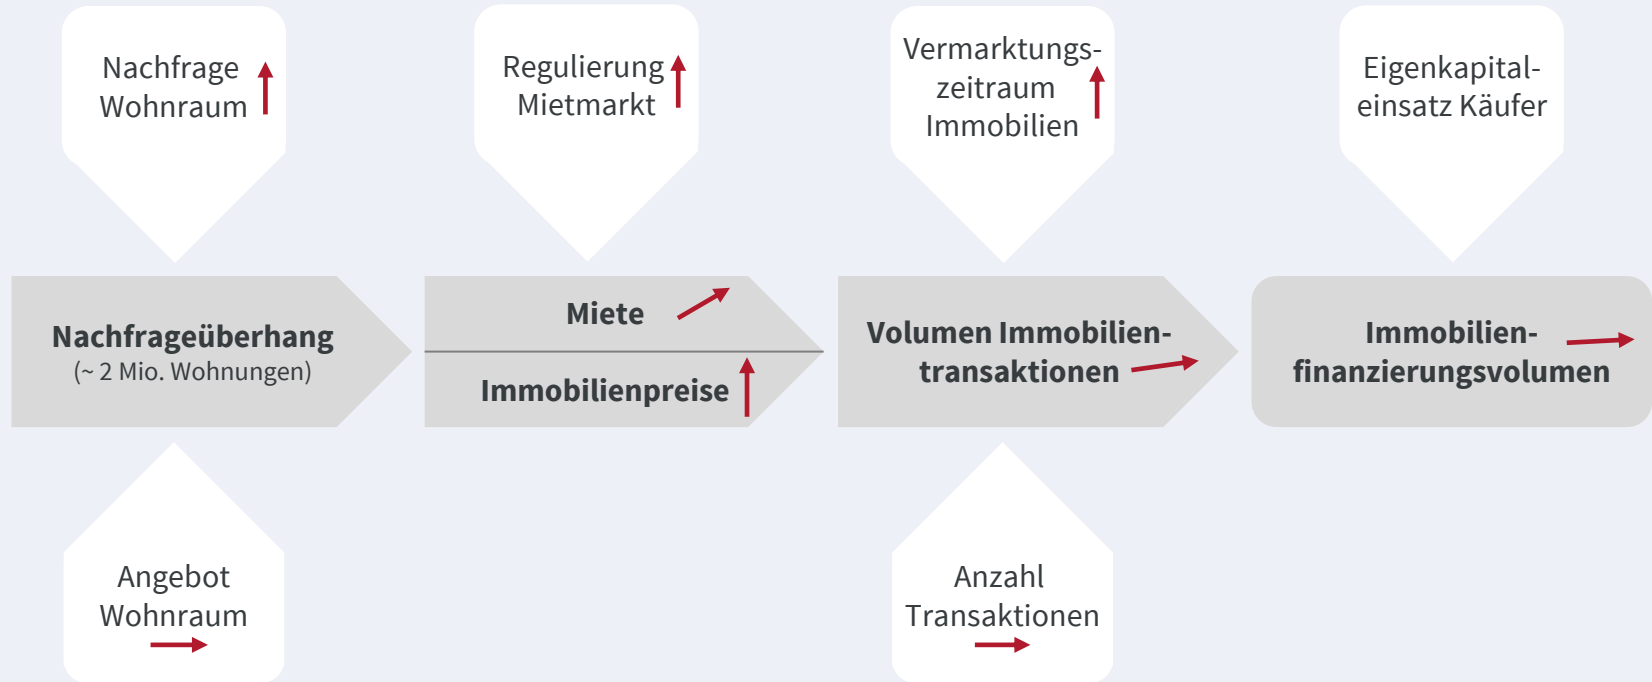 Nachfrage
Wohnraum
Regulierung
Mietmarkt
Vermarktungs-
zeitraum
Immobilien
Eigenkapital-
einsatz Käufer
Nachfrageüberhang
(~ 2 Mio. Wohnungen)
Miete
Immobilienpreise
Volumen Immobilien-
transaktionen
Immobilien-
finanzierungsvolumen
Angebot
Wohnraum
Anzahl
Transaktionen